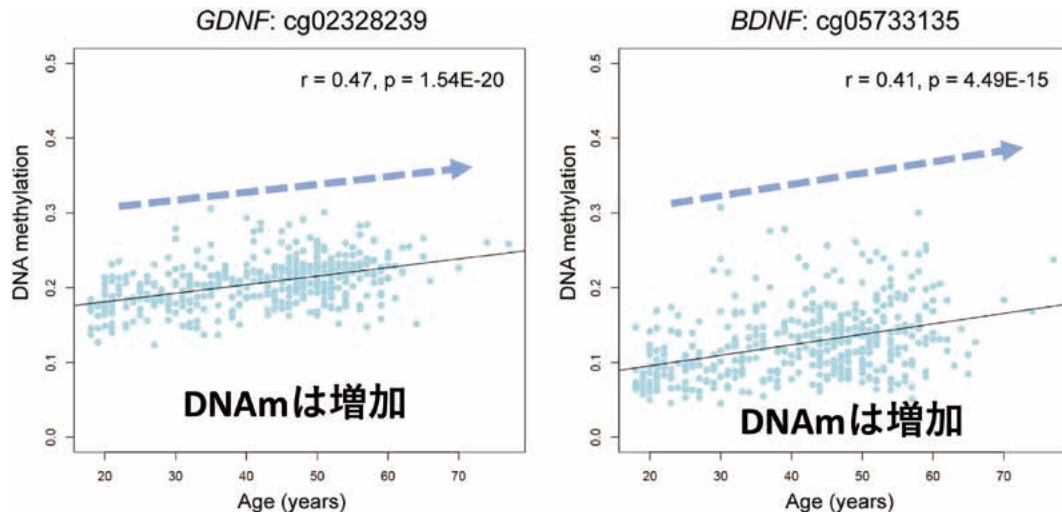 GDNF: cg02328239
r = 0.47, p = 1.54E-20
DNA methylation
0.5
0.4
0.3
0.2
0.1
0.0
DNAmは増加
20 30 40 50 60 70
Age (years)
BDNF: cg05733135
r = 0.41, p = 4.49E-15
DNA methylation
0.5
0.4
0.3
0.2
0.1
0.0
DNAmは増加
20 30 40 50 60 70
Age (years)